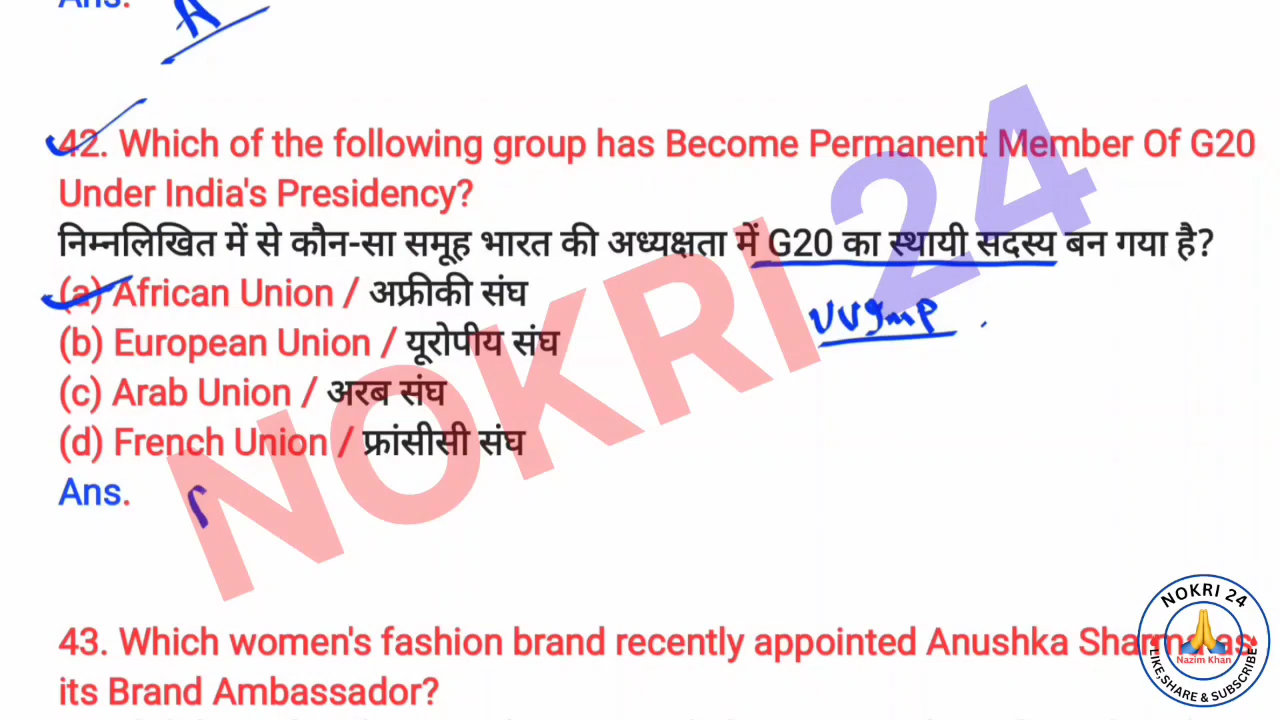 Ans.
A
42. Which of the following group has Become Permanent Member Of G20
Under India's Presidency?
निम्नलिखित में से कौन-सा समूह भारत की अध्यक्षता में G20 का स्थायी सदस्य बन गया है?
(a) African Union / अफ्रीकी संघ
VVImp
(b) European Union / यूरोपीय संघ
(c) Arab Union / अरब संघ
(d) French Union / फ्रांसीसी संघ
Ans.
NOKRI 24
43. Which women's fashion brand recently appointed Anushka Sharma as
its Brand Ambassador?
NOKRI 24
Nazim Khan
LIKE,SHARE & SUBSCRIBE